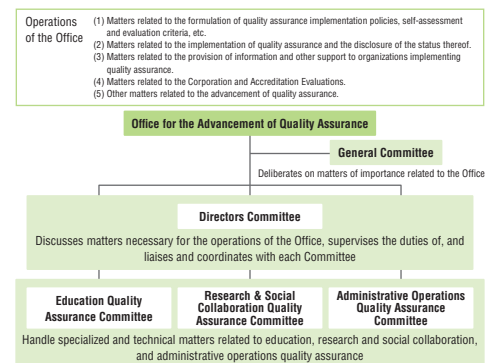 Operations
of the Office
(1) Matters related to the formulation of quality assurance implementation policies, self-assessment
and evaluation criteria, etc.
(2) Matters related to the implementation of quality assurance and the disclosure of the status thereof.
(3) Matters related to the provision of information and other support to organizations implementing
quality assurance.
(4) Matters related to the Corporation and Accreditation Evaluations.
(5) Other matters related to the advancement of quality assurance.
Office for the Advancement of Quality Assurance
General Committee
Deliberates on matters of importance related to the Office
Directors Committee
Discusses matters necessary for the operations of the Office, supervises the duties of, and
liaises and coordinates with each Committee
Education Quality
Assurance Committee
Research & Social
Collaboration Quality
Assurance Committee
Administrative Operations
Quality Assurance
Committee
Handle specialized and technical matters related to education, research and social collaboration,
and administrative operations quality assurance